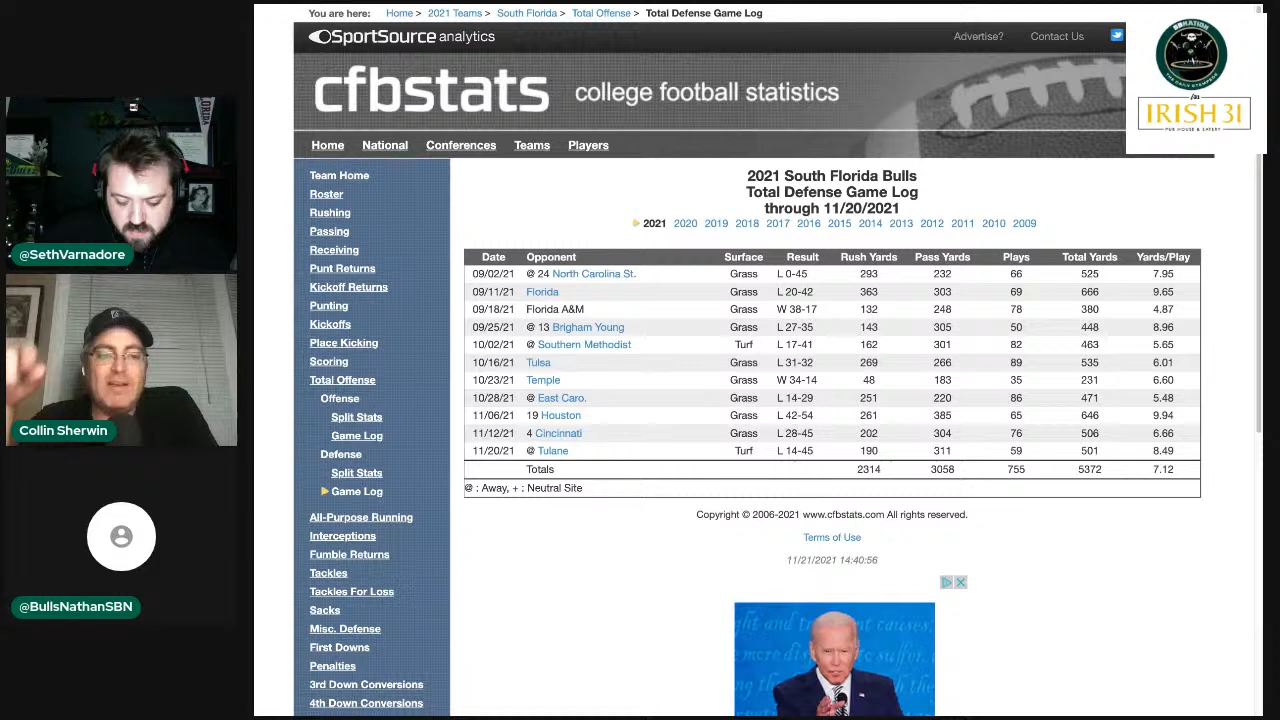 You are here: Home > 2021 Teams > South Florida > Total Offense > Total Defense Game Log
SportSource analytics
Advertise? Contact Us
cfbstats college football statistics
Home National Conferences Teams Players
SBNATION
THE DAILY STAMPEDE
IRISH 31
PUB HOUSE & EATERY
@SethVarnadore
Collin Sherwin
@BullsNathanSBN
Team Home
Roster
Rushing
Passing
Receiving
Punt Returns
Kickoff Returns
Punting
Kickoffs
Place Kicking
Scoring
Total Offense
Offense
Split Stats
Game Log
Defense
Split Stats
Game Log
All-Purpose Running
Interceptions
Fumble Returns
Tackles
Tackles For Loss
Sacks
Misc. Defense
First Downs
Penalties
3rd Down Conversions
4th Down Conversions
2021 South Florida Bulls
Total Defense Game Log
through 11/20/2021
2021 2020 2019 2018 2017 2016 2015 2014 2013 2012 2011 2010 2009
Date Opponent Surface Result Rush Yards Pass Yards Plays Total Yards Yards/Play
09/02/21 @ 24 North Carolina St. Grass L 0-45 293 232 66 525 7.95
09/11/21 Florida Grass L 20-42 363 303 69 666 9.65
09/18/21 Florida A&M Grass W 38-17 132 248 78 380 4.87
09/25/21 @ 13 Brigham Young Grass L 27-35 143 305 50 448 8.96
10/02/21 @ Southern Methodist Turf L 17-41 162 301 82 463 5.65
10/16/21 Tulsa Grass L 31-32 269 266 89 535 6.01
10/23/21 Temple Grass W 34-14 48 183 35 231 6.60
10/28/21 @ East Caro. Grass L 14-29 251 220 86 471 5.48
11/06/21 19 Houston Grass L 42-54 261 385 65 646 9.94
11/12/21 4 Cincinnati Grass L 28-45 202 304 76 506 6.66
11/20/21 @ Tulane Turf L 14-45 190 311 59 501 8.49
Totals 2314 3058 755 5372 7.12
@ : Away, + : Neutral Site
Copyright © 2006-2021 www.cfbstats.com All rights reserved.
Terms of Use
11/21/2021 14:40:56